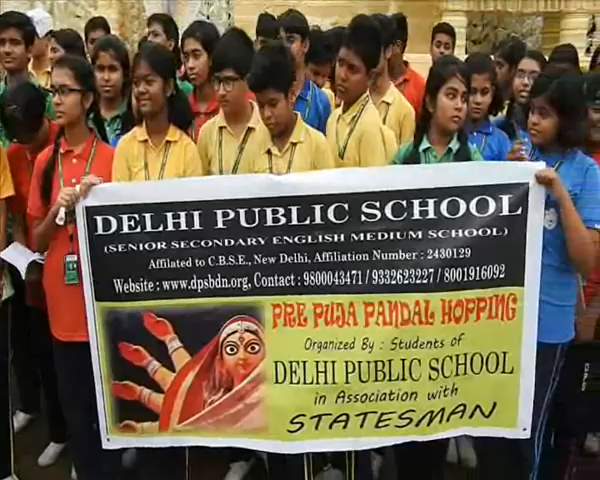 DELHI PUBLIC SCHOOL
(SENIOR SECONDARY ENGLISH MEDIUM SCHOOL)
Affilated to C.B.S.E., New Delhi, Affiliation Number : 2430129
Website : www.dpsbdn.org, Contact : 9800043471 / 9332623227 / 8001916092
PRE PUJA PANDAL HOPPING
Organized By : Students of
DELHI PUBLIC SCHOOL
in Association with
STATESMAN